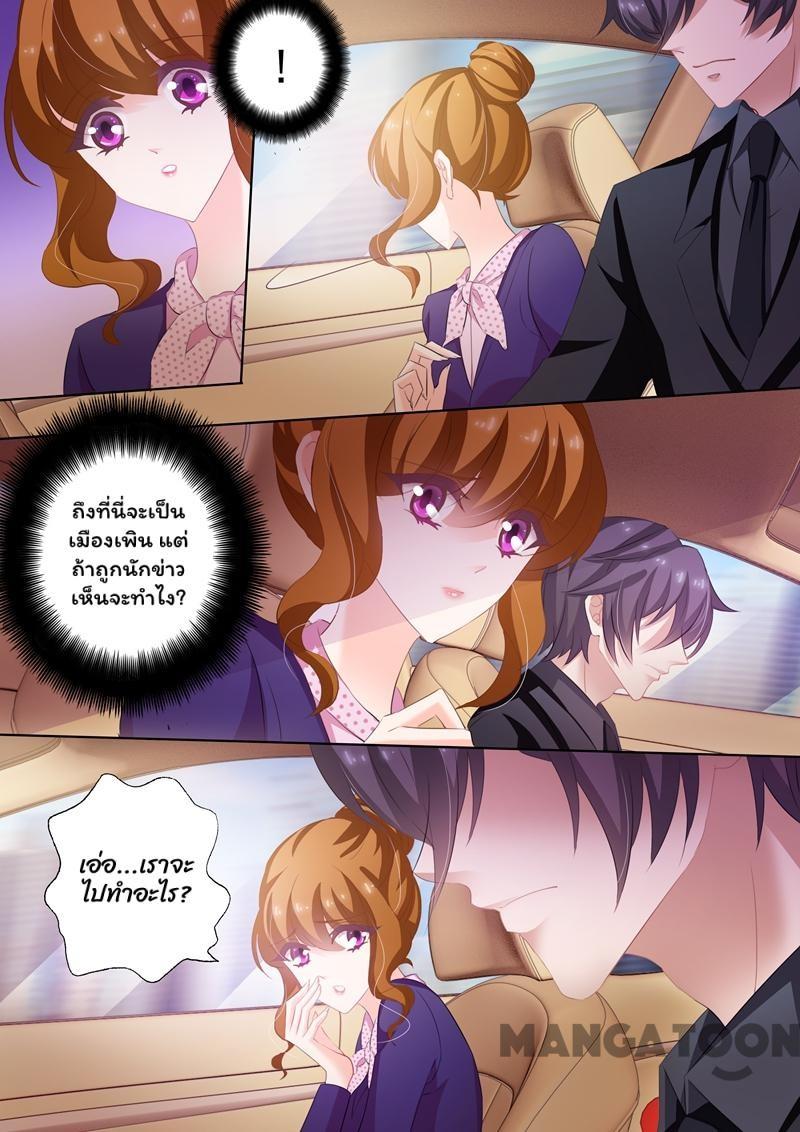 !
ถึงที่นี่จะเป็น
เมืองเพิน แต่
ถ้าถูกนักข่าว
เห็นจะทำไง?
เอ่อ...เราจะ
ไปทำอะไร?
MANGATOON